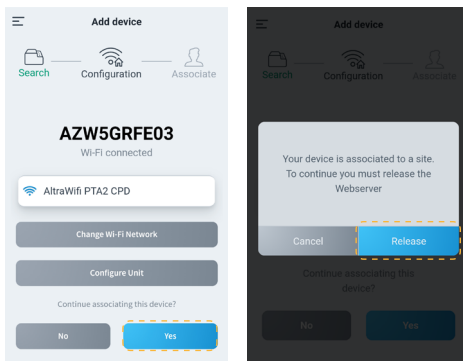 Add device
Search
Configuration
Associate
AZW5GRFE03
Wi-Fi connected
AltraWifi PTA2 CPD
Change Wi-Fi Network
Configure Unit
Continue associating this device?
No
Yes
Add device
Search
Configuration
Associate
Your device is associated to a site.
To continue you must release the
Webserver
Cancel
Release
Continue associating this
device?
No
Yes